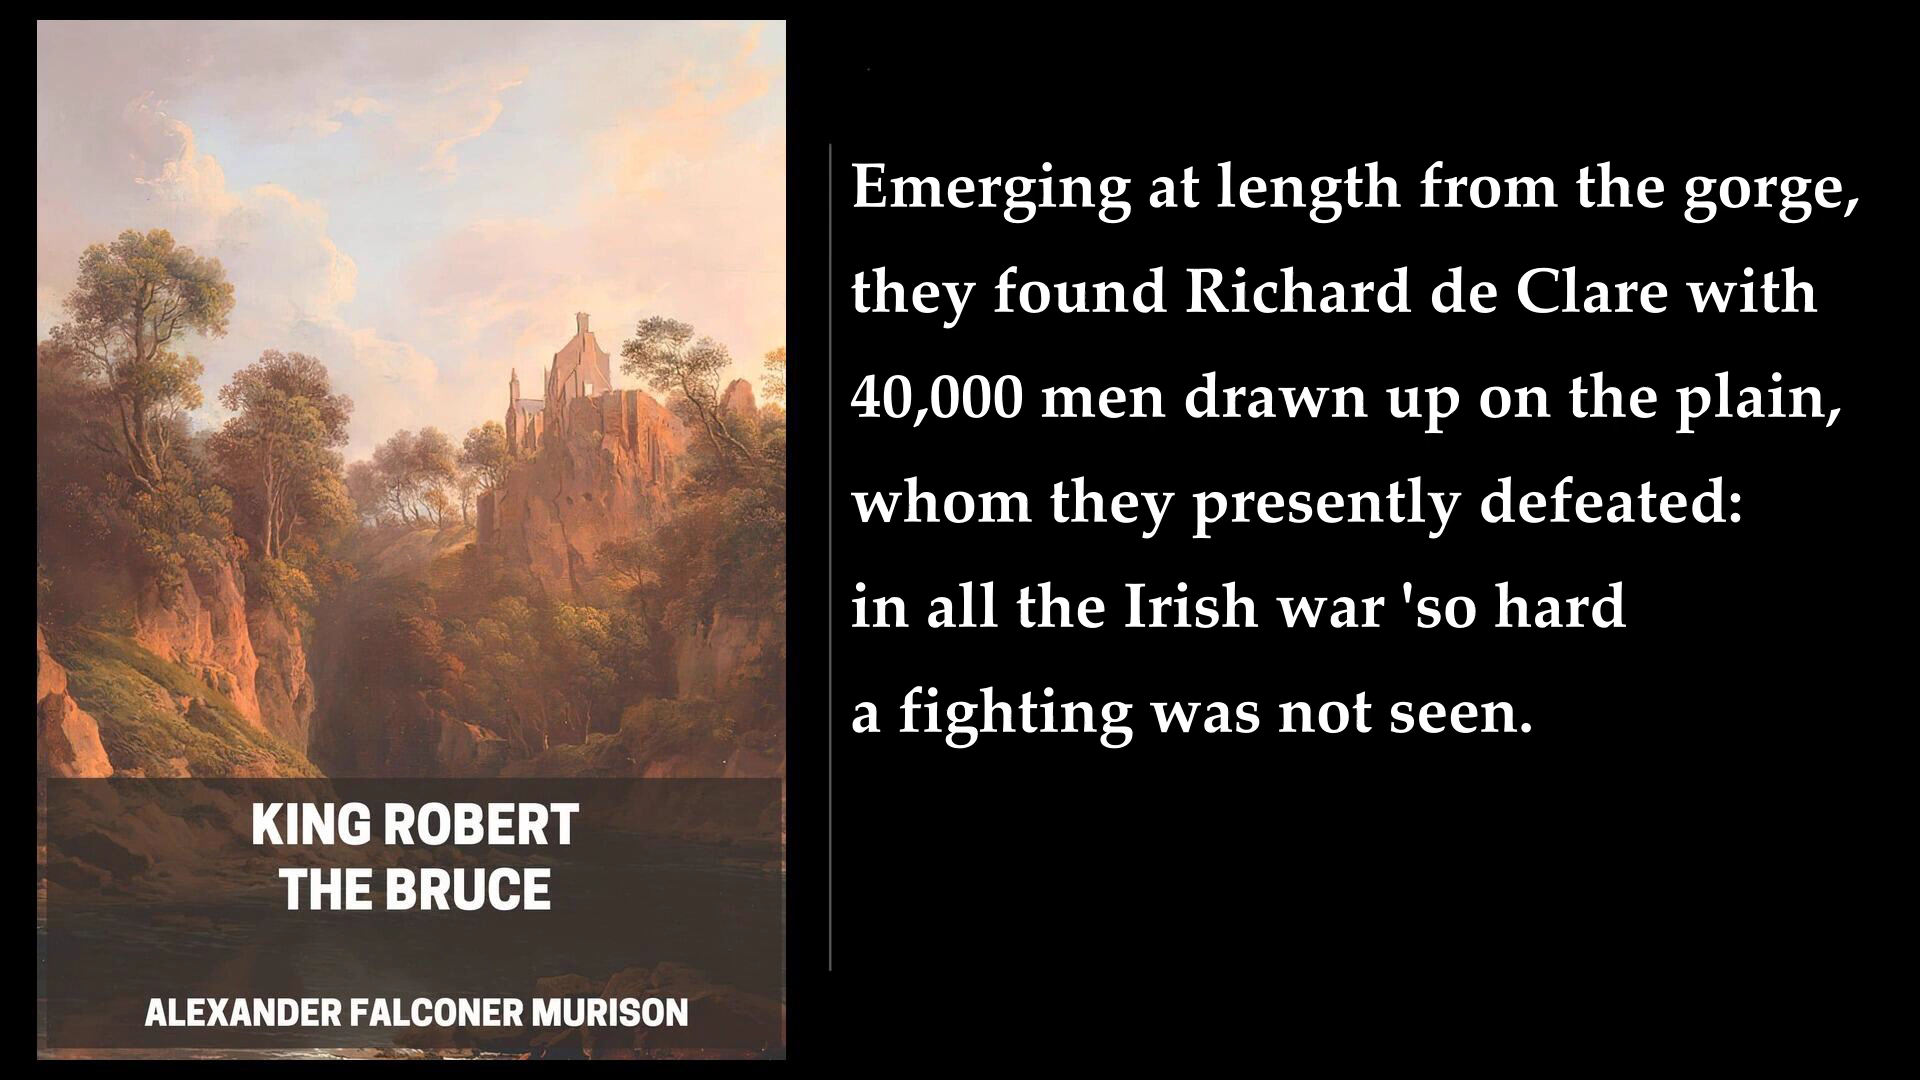 Emerging at length from the gorge,
they found Richard de Clare with
40,000 men drawn up on the plain,
whom they presently defeated:
in all the Irish war 'so hard
a fighting was not seen.
KING ROBERT
THE BRUCE
ALEXANDER FALCONER MURISON